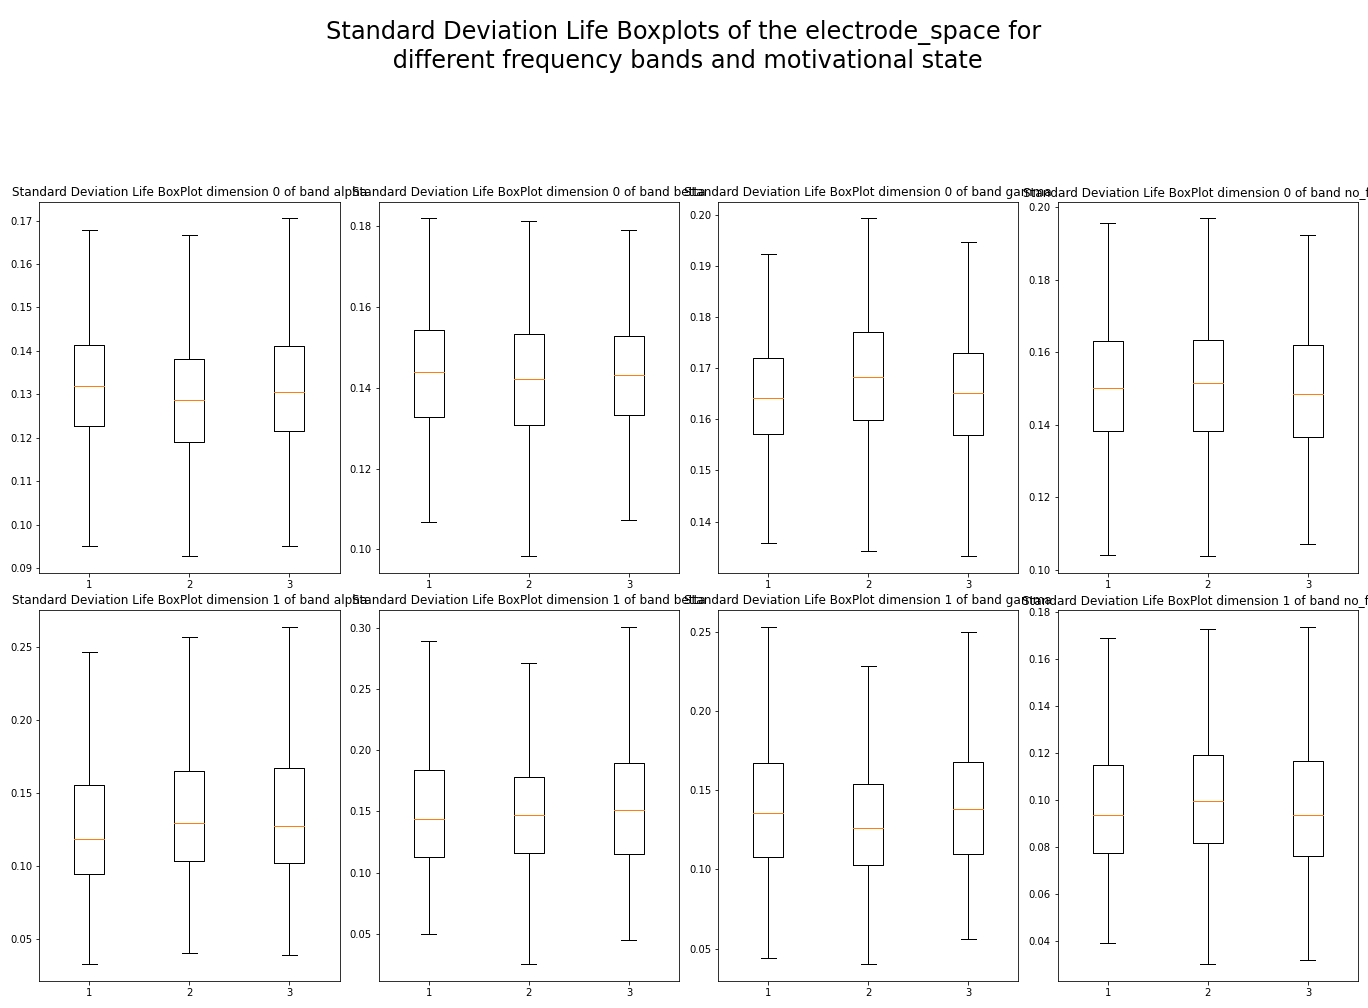 Standard Deviation Life Boxplots of the electrode_space for
different frequency bands and motivational state
Standard Deviation Life BoxPlot dimension 0 of band alpha
0.17
0.16
0.15
0.14
0.13
0.12
0.11
0.10
0.09
1 2 3
Standard Deviation Life BoxPlot dimension 0 of band betta
0.18
0.16
0.14
0.12
0.10
1 2 3
Standard Deviation Life BoxPlot dimension 0 of band gamma
0.20
0.19
0.18
0.17
0.16
0.15
0.14
1 2 3
Standard Deviation Life BoxPlot dimension 0 of band no_f
0.20
0.18
0.16
0.14
0.12
0.10
1 2 3
Standard Deviation Life BoxPlot dimension 1 of band alpha
0.25
0.20
0.15
0.10
0.05
1 2 3
Standard Deviation Life BoxPlot dimension 1 of band betta
0.30
0.25
0.20
0.15
0.10
0.05
1 2 3
Standard Deviation Life BoxPlot dimension 1 of band gamma
0.25
0.20
0.15
0.10
0.05
1 2 3
Standard Deviation Life BoxPlot dimension 1 of band no_f
0.18
0.16
0.14
0.12
0.10
0.08
0.06
0.04
1 2 3